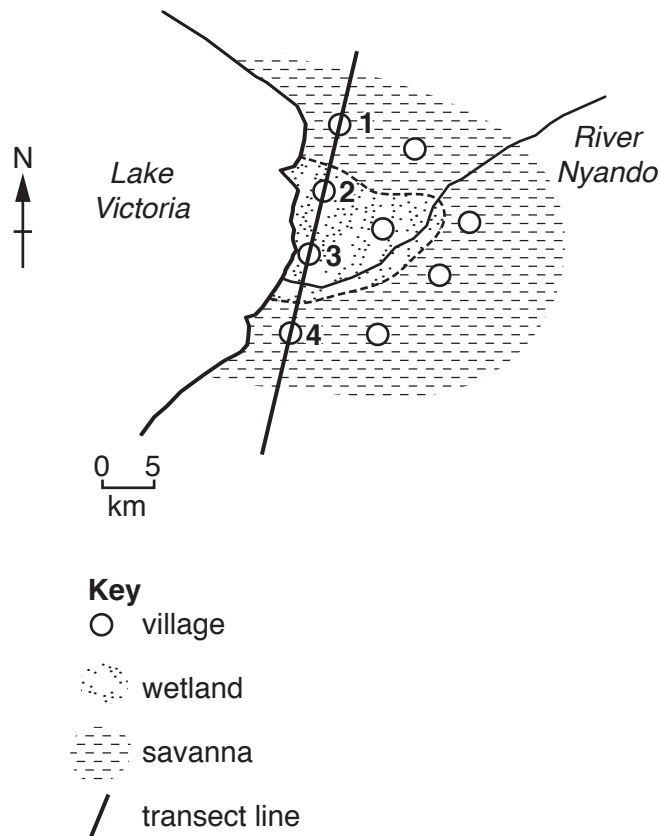 1
River
Nyando
N
Lake
Victoria
2
3
4
0 5
km
Key
village
wetland
savanna
transect line